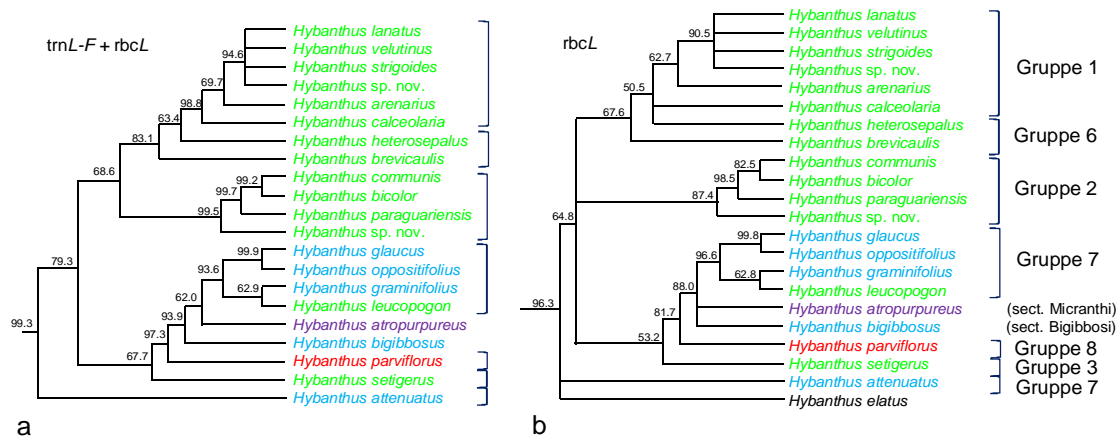 trnL-F + rbcL
Hybanthus lanatus
Hybanthus velutinus
Hybanthus strigoides
Hybanthus sp. nov.
Hybanthus arenarius
Hybanthus calceolaria
Hybanthus heterosepalus
Hybanthus brevicaulis
Hybanthus communis
Hybanthus bicolor
Hybanthus paraguariensis
Hybanthus sp. nov.
Hybanthus glaucus
Hybanthus oppositifolius
Hybanthus graminifolius
Hybanthus leucopogon
Hybanthus atropurpureus
Hybanthus bigibbosus
Hybanthus parviflorus
Hybanthus setigerus
Hybanthus attenuatus
94.6
69.7
98.8
63.4
83.1
68.6
99.2
99.7
99.5
79.3
99.9
93.6
62.9
62.0
93.9
97.3
67.7
99.3
a
rbcL
Hybanthus lanatus
Hybanthus velutinus
Hybanthus strigoides
Hybanthus sp. nov.
Hybanthus arenarius
Hybanthus calceolaria
Hybanthus heterosepalus
Hybanthus brevicaulis
Hybanthus communis
Hybanthus bicolor
Hybanthus paraguariensis
Hybanthus sp. nov.
Hybanthus glaucus
Hybanthus oppositifolius
Hybanthus graminifolius
Hybanthus leucopogon
Hybanthus atropurpureus
Hybanthus bigibbosus
Hybanthus parviflorus
Hybanthus setigerus
Hybanthus attenuatus
Hybanthus elatus
90.5
62.7
50.5
67.6
82.5
98.5
87.4
64.8
99.8
96.6
62.8
88.0
81.7
53.2
96.3
b
Gruppe 1
Gruppe 6
Gruppe 2
Gruppe 7
(sect. Micranthi)
(sect. Bigibbosi)
Gruppe 8
Gruppe 3
Gruppe 7